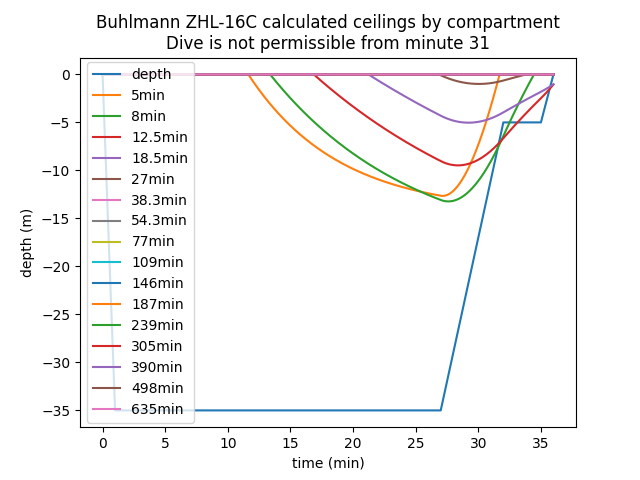 Buhlmann ZHL-16C calculated ceilings by compartment
Dive is not permissible from minute 31
depth
5min
8min
12.5min
18.5min
27min
38.3min
54.3min
77min
109min
146min
187min
239min
305min
390min
498min
635min
0
−5
−10
−15
−20
−25
−30
−35
depth (m)
0 5 10 15 20 25 30 35
time (min)